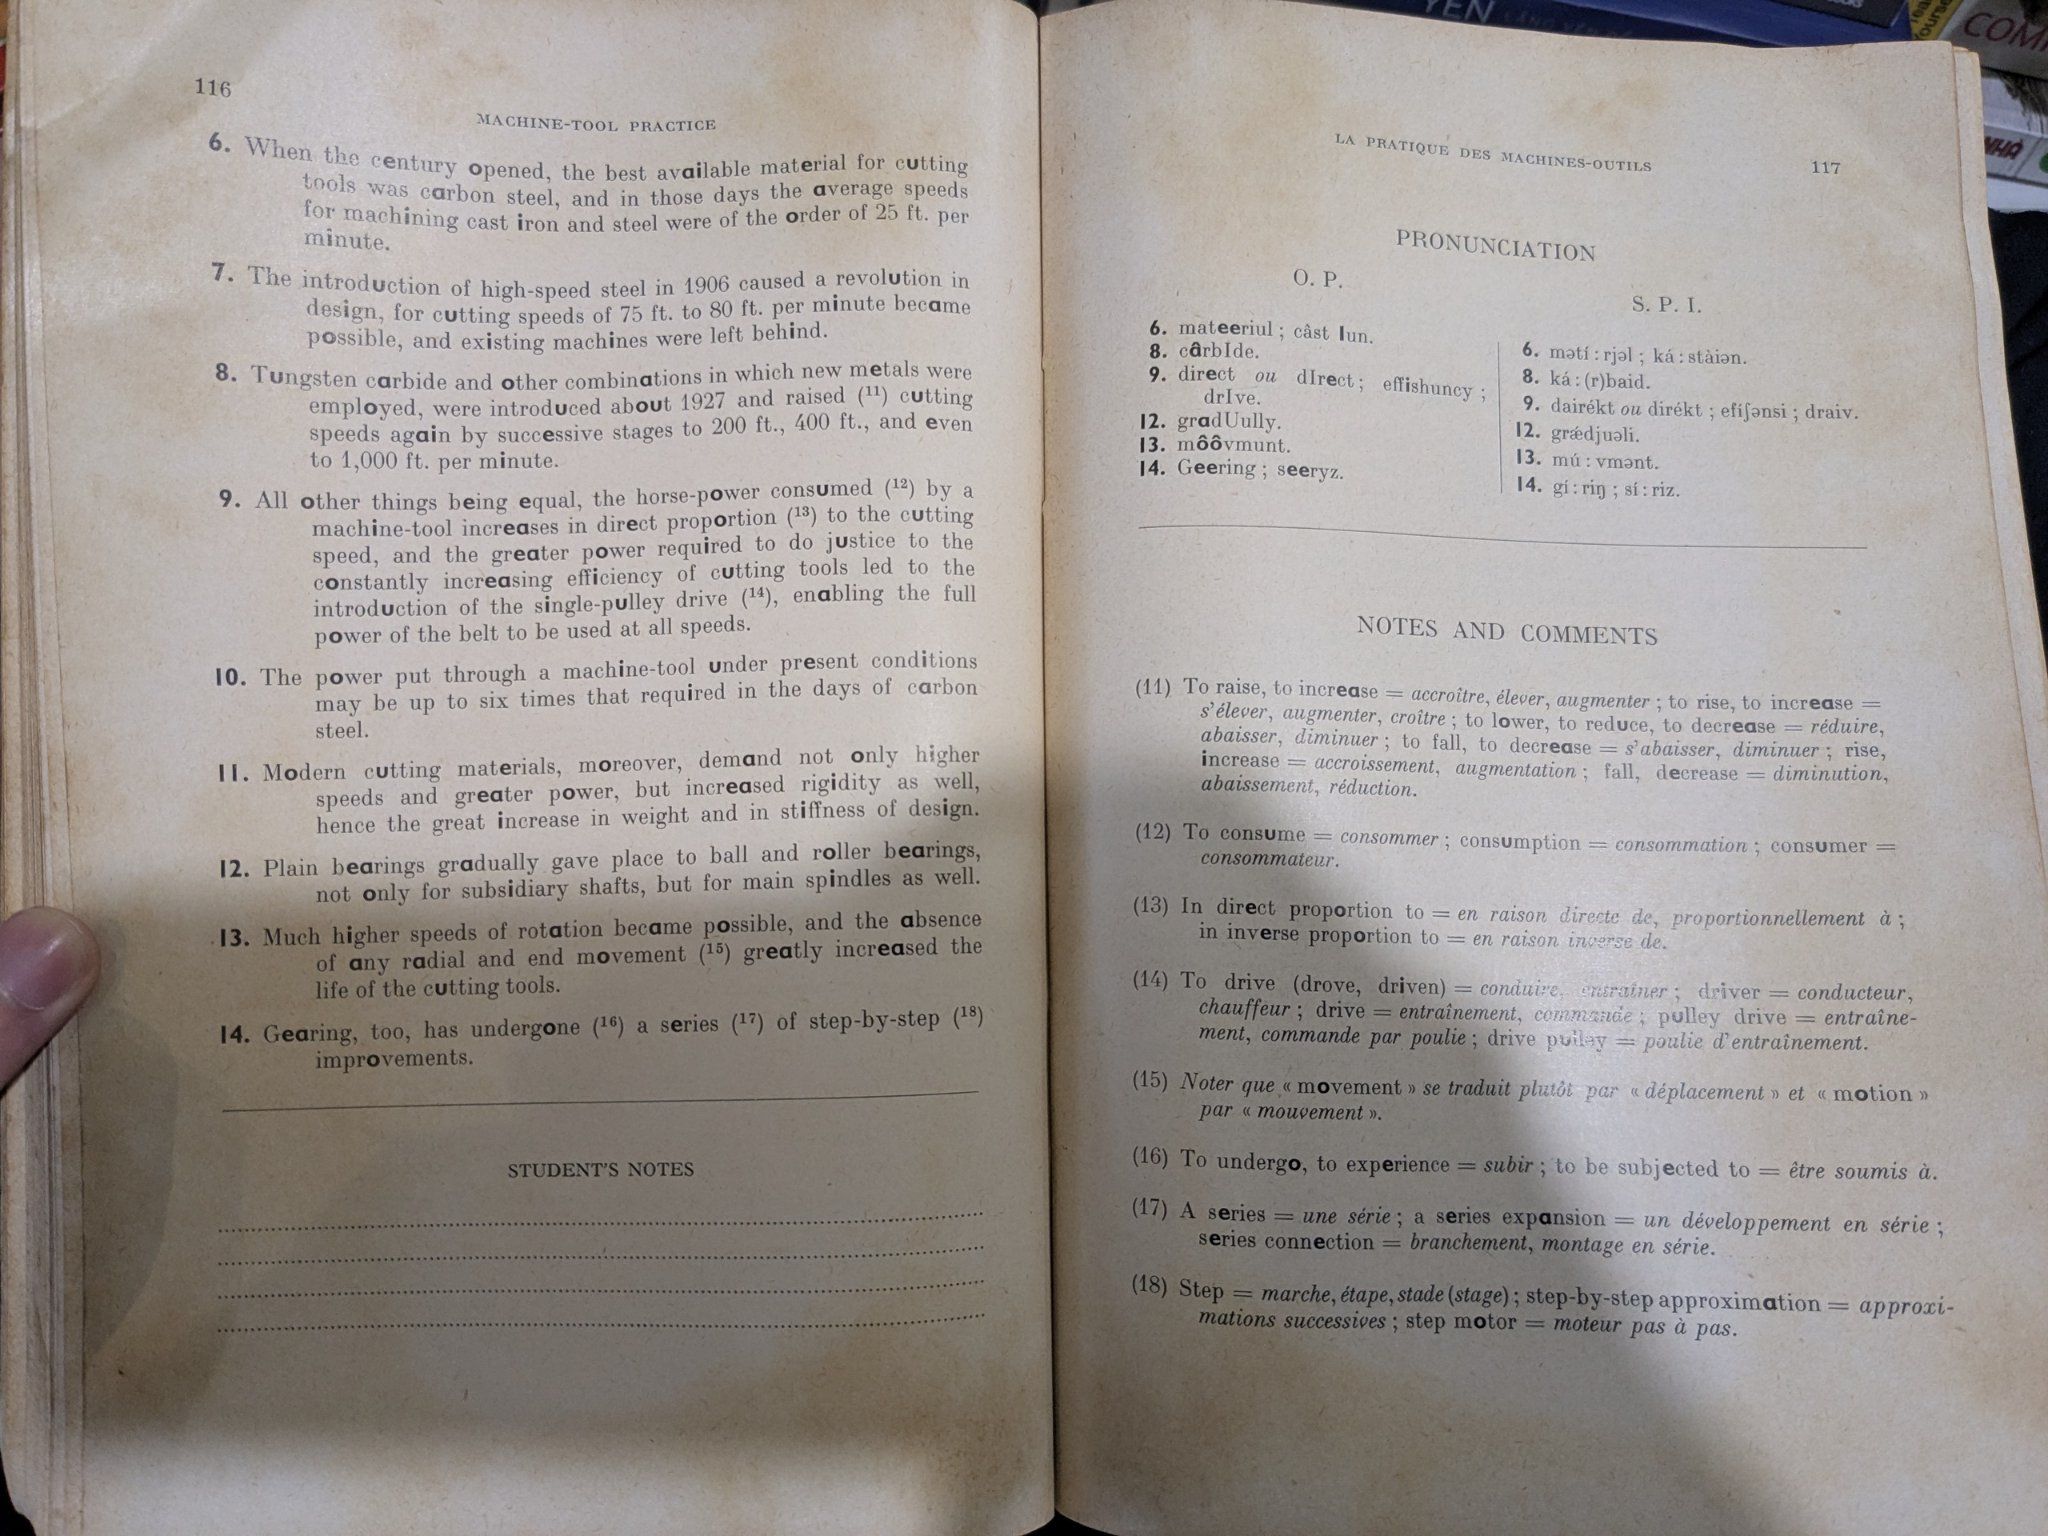 116
MACHINE-TOOL PRACTICE
6. When the century opened, the best available material for cutting
tools was carbon steel, and in those days the average speeds
for machining cast iron and steel were of the order of 25 ft. per
minute.
7. The introduction of high-speed steel in 1906 caused a revolution in
design, for cutting speeds of 75 ft. to 80 ft. per minute became
possible, and existing machines were left behind.
8. Tungsten carbide and other combinations in which new metals were
employed, were introduced about 1927 and raised (¹¹) cutting
speeds again by successive stages to 200 ft., 400 ft., and even
to 1,000 ft. per minute.
9. All other things being equal, the horse-power consumed (¹²) by a
machine-tool increases in direct proportion (¹³) to the cutting
speed, and the greater power required to do justice to the
constantly increasing efficiency of cutting tools led to the
introduction of the single-pulley drive (¹⁴), enabling the full
power of the belt to be used at all speeds.
10. The power put through a machine-tool under present conditions
may be up to six times that required in the days of carbon
steel.
11. Modern cutting materials, moreover, demand not only higher
speeds and greater power, but increased rigidity as well,
hence the great increase in weight and in stiffness of design.
12. Plain bearings gradually gave place to ball and roller bearings,
not only for subsidiary shafts, but for main spindles as well.
13. Much higher speeds of rotation became possible, and the absence
of any radial and end movement (¹⁵) greatly increased the
life of the cutting tools.
14. Gearing, too, has undergone (¹⁶) a series (¹⁷) of step-by-step (¹⁸)
improvements.
STUDENT'S NOTES
LA PRATIQUE DES MACHINES-OUTILS
117
PRONUNCIATION
O. P.
6. mateeriul ; câst Iun.
8. cârbIde.
9. direct ou dIrect ; effishuncy ;
drIve.
12. gradUully.
13. môôvmunt.
14. Geering ; seeryz.
S. P. I.
6. mətí : rjəl ; ká : stàiən.
8. ká : (r)baid.
9. dairékt ou dirékt ; efíʃənsi ; draiv.
12. grǽdjuəli.
13. mú : vmənt.
14. gí : riŋ ; sí : riz.
NOTES AND COMMENTS
(11) To raise, to increase = accroître, élever, augmenter ; to rise, to increase =
s'élever, augmenter, croître ; to lower, to reduce, to decrease = réduire,
abaisser, diminuer ; to fall, to decrease = s'abaisser, diminuer ; rise,
increase = accroissement, augmentation ; fall, decrease = diminution,
abaissement, réduction.
(12) To consume = consommer ; consumption = consommation ; consumer =
consommateur.
(13) In direct proportion to = en raison directe de, proportionnellement à ;
in inverse proportion to = en raison inverse de.
(14) To drive (drove, driven) = conduire, entraîner ; driver = conducteur,
chauffeur ; drive = entraînement, commande ; pulley drive = entraîne-
ment, commande par poulie ; drive pulley = poulie d'entraînement.
(15) Noter que « movement » se traduit plutôt par « déplacement » et « motion »
par « mouvement ».
(16) To undergo, to experience = subir ; to be subjected to = être soumis à.
(17) A series = une série ; a series expansion = un développement en série ;
series connection = branchement, montage en série.
(18) Step = marche, étape, stade (stage) ; step-by-step approximation = approxi-
mations successives ; step motor = moteur pas à pas.
YEN
COM
NHÀ